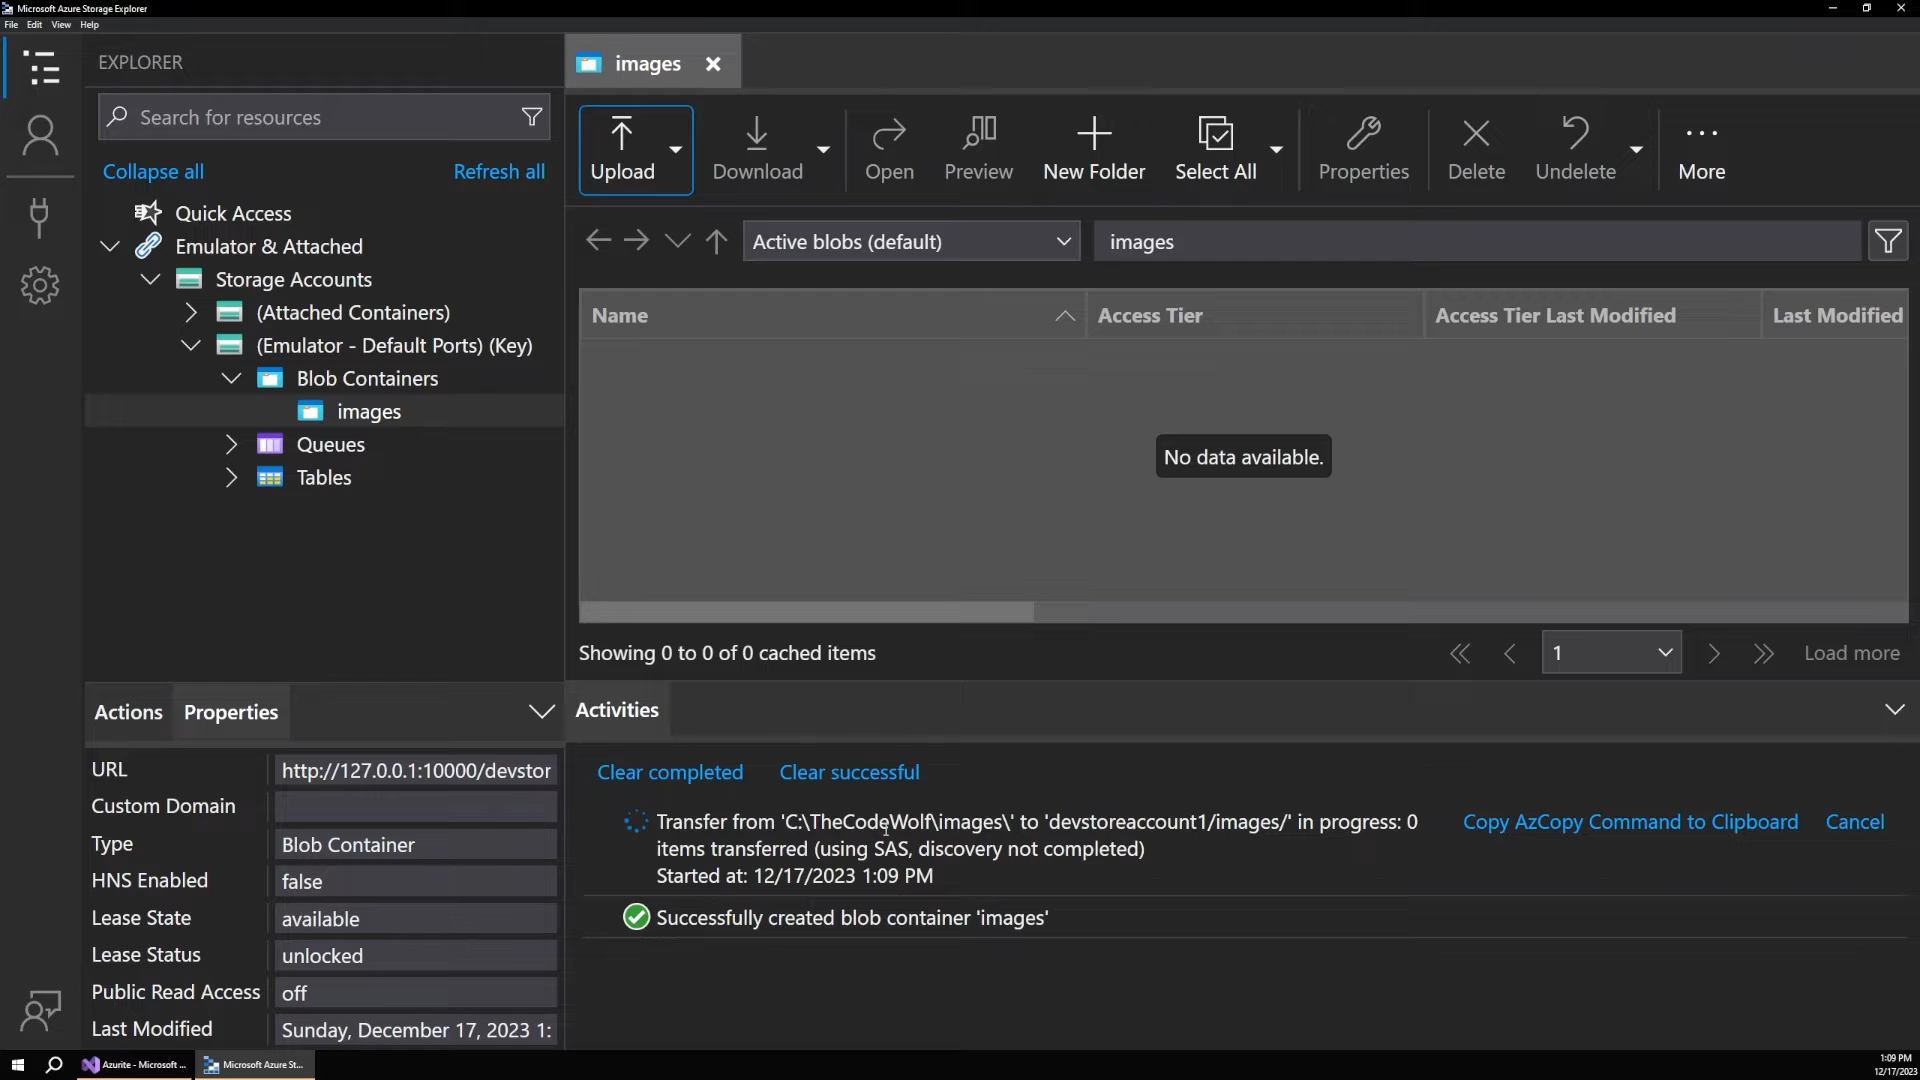 Microsoft Azure Storage Explorer
File Edit View Help
EXPLORER
Search for resources
Collapse all
Refresh all
Quick Access
Emulator & Attached
Storage Accounts
(Attached Containers)
(Emulator - Default Ports) (Key)
Blob Containers
images
Queues
Tables
images
Upload
Download
Open
Preview
New Folder
Select All
Properties
Delete
Undelete
More
Active blobs (default)
images
Name
Access Tier
Access Tier Last Modified
Last Modified
No data available.
Showing 0 to 0 of 0 cached items
1
Load more
Actions
Properties
URL
http://127.0.0.1:10000/devstor
Custom Domain
Type
Blob Container
HNS Enabled
false
Lease State
available
Lease Status
unlocked
Public Read Access
off
Last Modified
Sunday, December 17, 2023 1:
Activities
Clear completed
Clear successful
Transfer from 'C:\TheCodeWolf\images\' to 'devstoreaccount1/images/' in progress: 0
items transferred (using SAS, discovery not completed)
Started at: 12/17/2023 1:09 PM
Copy AzCopy Command to Clipboard
Cancel
Successfully created blob container 'images'
Azurite - Microsoft ...
Microsoft Azure St...
1:09 PM
12/17/2023